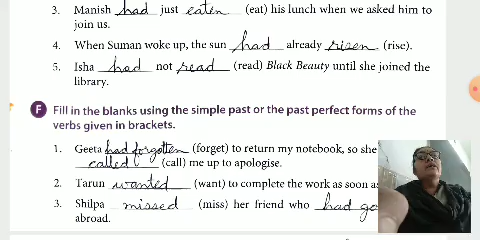 3. Manish had just eaten (eat) his lunch when we asked him to
join us.
4. When Suman woke up, the sun had already risen (rise).
5. Isha had not read (read) Black Beauty until she joined the
library.
F Fill in the blanks using the simple past or the past perfect forms of the
verbs given in brackets.
1. Geeta had forgotten (forget) to return my notebook, so she
called (call) me up to apologise.
2. Tarun wanted (want) to complete the work as soon as
3. Shilpa missed (miss) her friend who had
abroad.